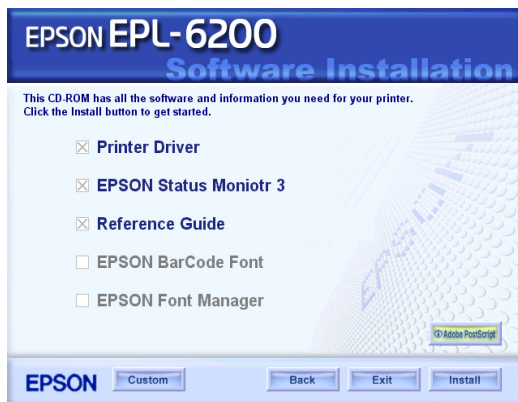 EPSON EPL-6200
Software Installation
This CD-ROM has all the software and information you need for your printer.
Click the Install button to get started.
Printer Driver
EPSON Status Moniotr 3
Reference Guide
EPSON BarCode Font
EPSON Font Manager
EPSON
Adobe PostScript
EPSON Custom Back Exit Install